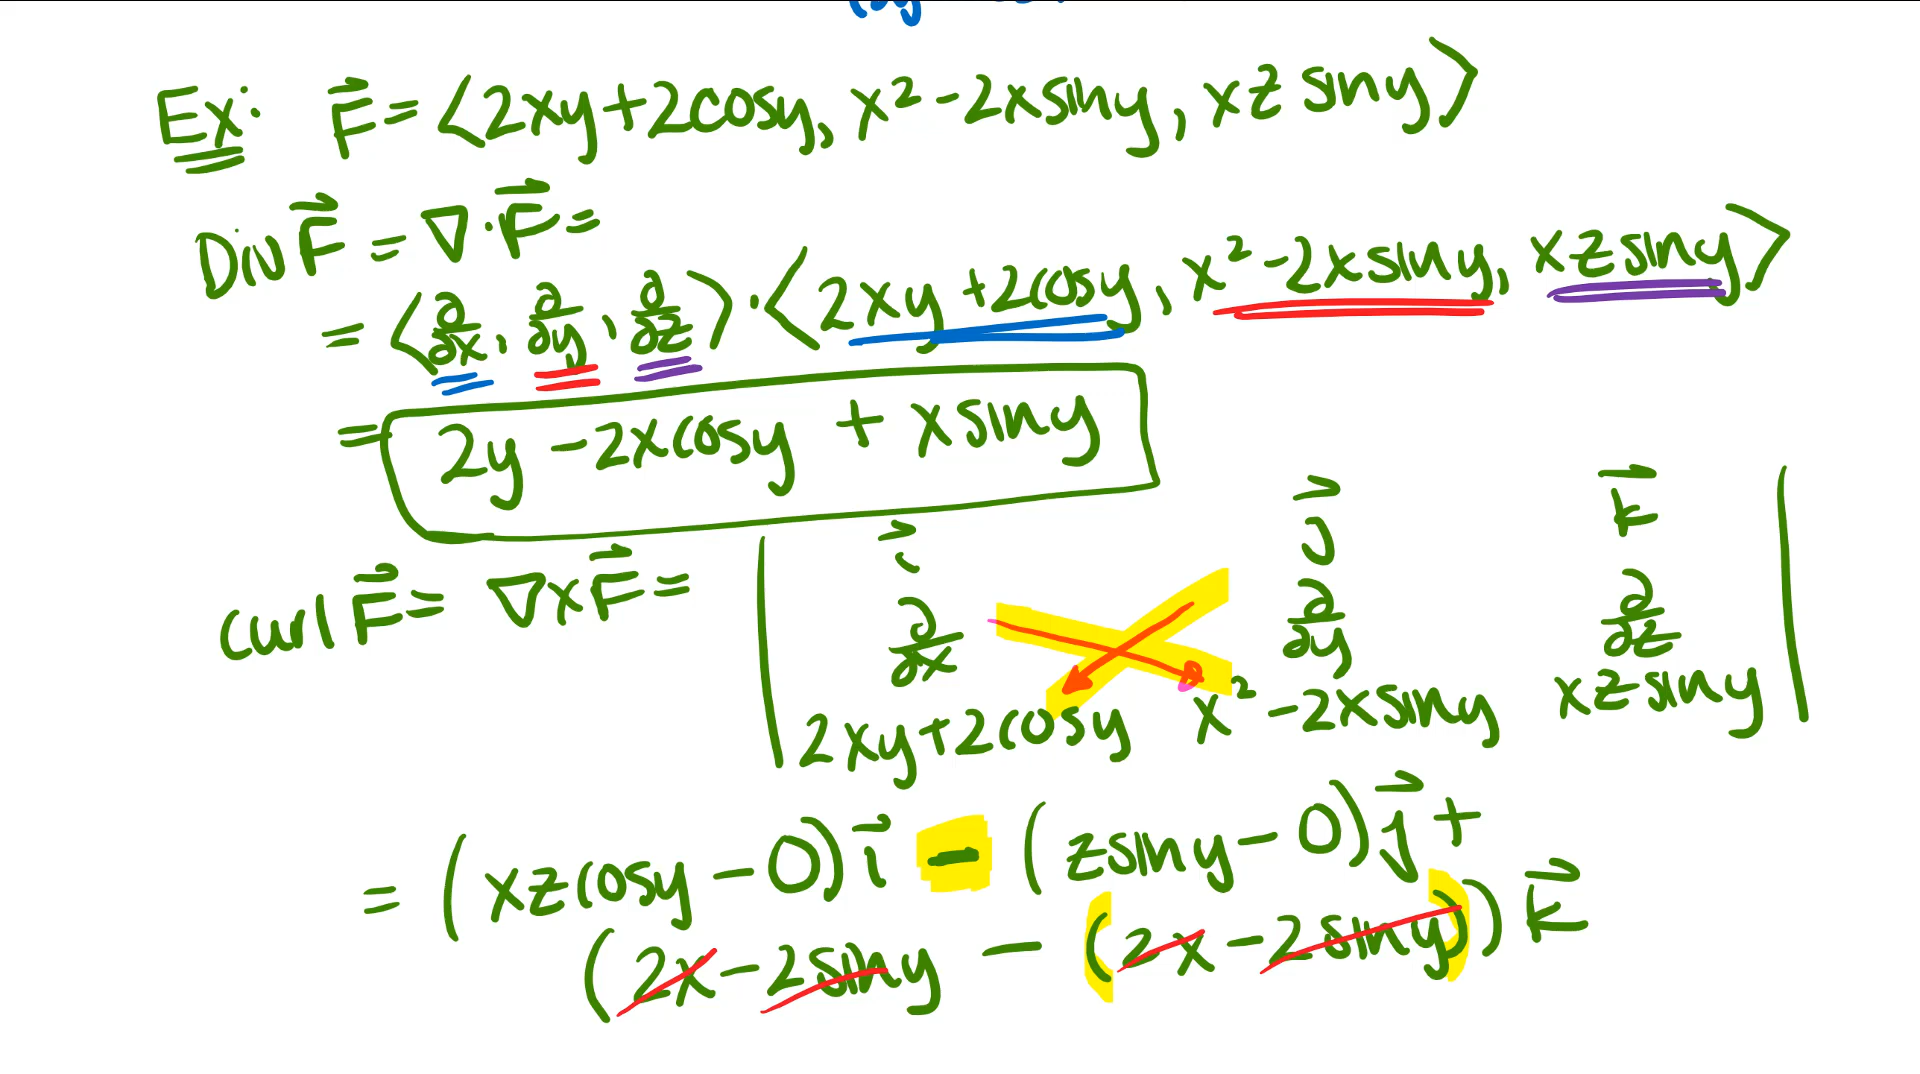 Ex: F⃗ = ⟨2xy+2cosy, x²-2xsiny, xz siny⟩
Div F⃗ = ∇·F⃗ =
= ⟨∂/∂x, ∂/∂y, ∂/∂z⟩·⟨2xy+2cosy, x²-2xsiny, xzsiny⟩
= 2y -2xcosy + xsiny
curl F⃗ = ∇xF⃗ = | i⃗ j⃗ k⃗
∂/∂x ∂/∂y ∂/∂z
2xy+2cosy x²-2xsiny xzsiny |
= (xzcosy -0)i⃗ - (zsiny-0)j⃗ +
(2x-2siny - (2x-2siny))k⃗